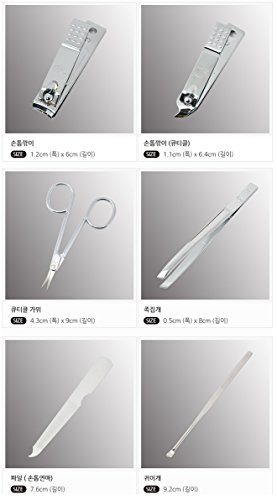 손톱깎이
SIZE 1.2cm (폭) x 6cm (길이)
손톱깎이 (큐티클)
SIZE 1.1cm (폭) x 6.4cm (길이)
큐티클 가위
SIZE 4.3cm (폭) x 9cm (길이)
족집개
SIZE 0.5cm (폭) x 8cm (길이)
파일 ( 손톱연애)
SIZE 7.6cm (길이)
귀이개
SIZE 9.2cm (길이)